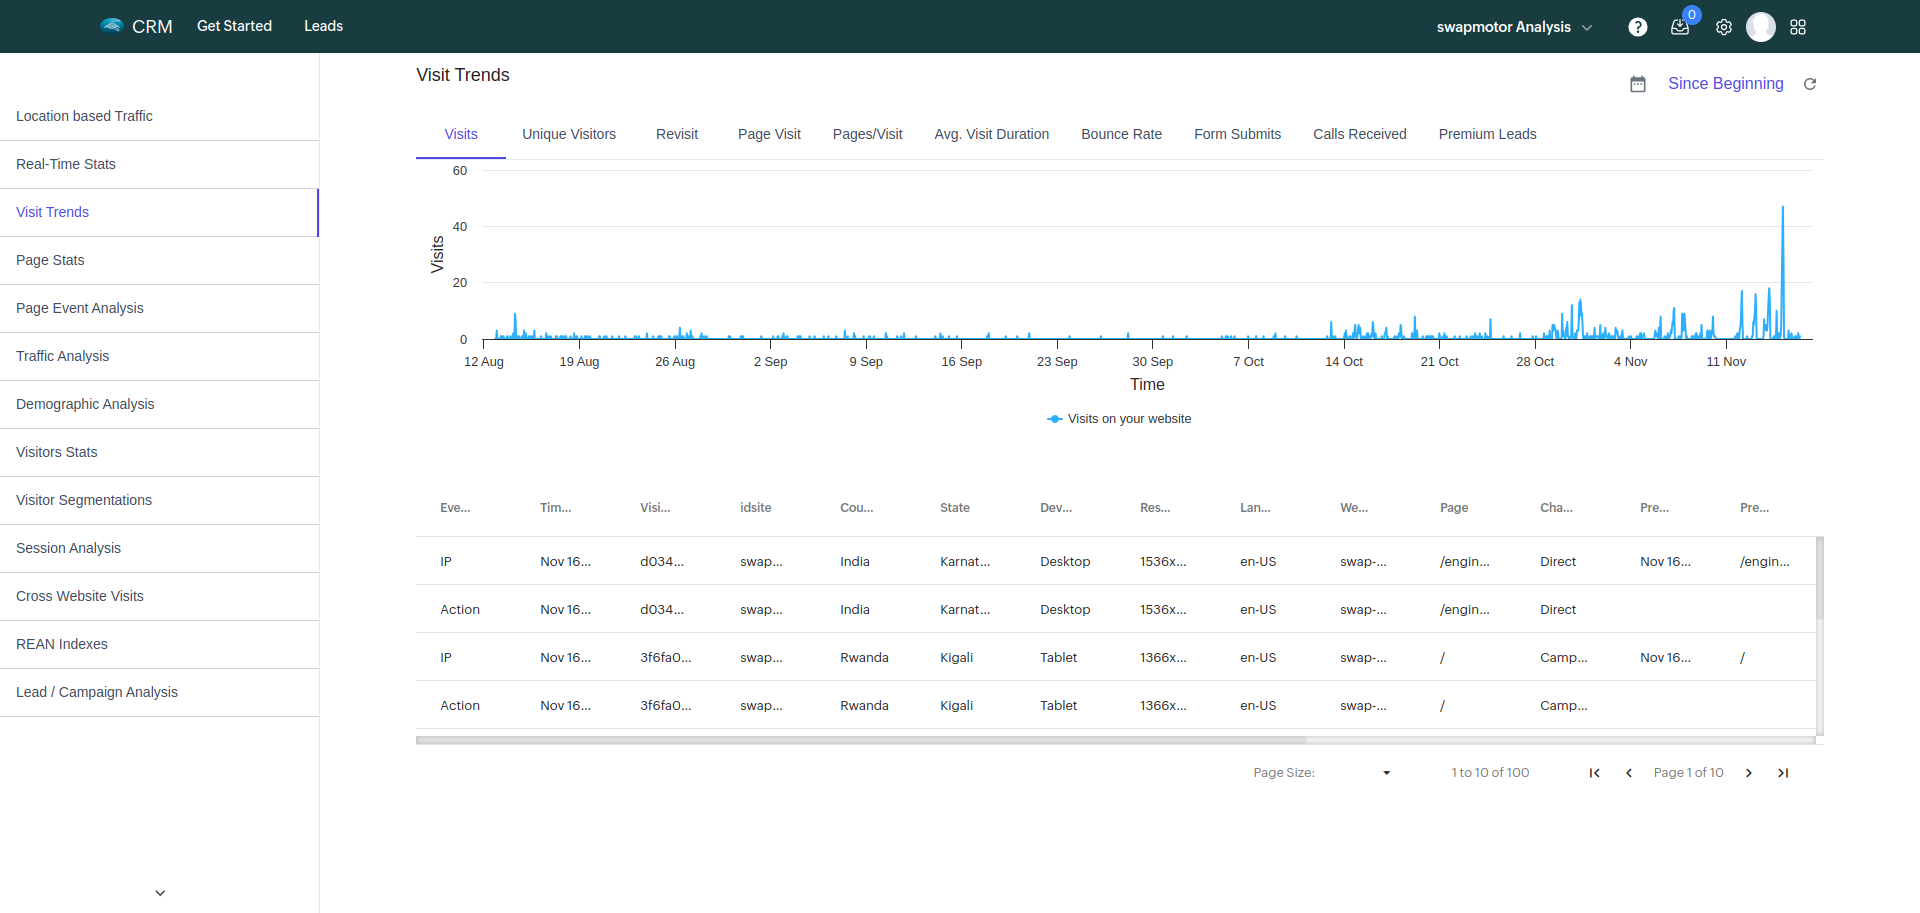 CRM Get Started Leads swapmotor Analysis 0
Visit Trends
Since Beginning
Location based Traffic
Real-Time Stats
Visit Trends
Page Stats
Page Event Analysis
Traffic Analysis
Demographic Analysis
Visitors Stats
Visitor Segmentations
Session Analysis
Cross Website Visits
REAN Indexes
Lead / Campaign Analysis
Visits Unique Visitors Revisit Page Visit Pages/Visit Avg. Visit Duration Bounce Rate Form Submits Calls Received Premium Leads
60
40
20
0
Visits
12 Aug 19 Aug 26 Aug 2 Sep 9 Sep 16 Sep 23 Sep 30 Sep 7 Oct 14 Oct 21 Oct 28 Oct 4 Nov 11 Nov
Time
Visits on your website
Eve... Tim... Visi... idsite Cou... State Dev... Res... Lan... We... Page Cha... Pre... Pre...
IP Nov 16... d034... swap... India Karnat... Desktop 1536x... en-US swap-... /engin... Direct Nov 16... /engin...
Action Nov 16... d034... swap... India Karnat... Desktop 1536x... en-US swap-... /engin... Direct
IP Nov 16... 3f6fa0... swap... Rwanda Kigali Tablet 1366x... en-US swap-... / Camp... Nov 16... /
Action Nov 16... 3f6fa0... swap... Rwanda Kigali Tablet 1366x... en-US swap-... / Camp...
Page Size: 1 to 10 of 100 Page 1 of 10